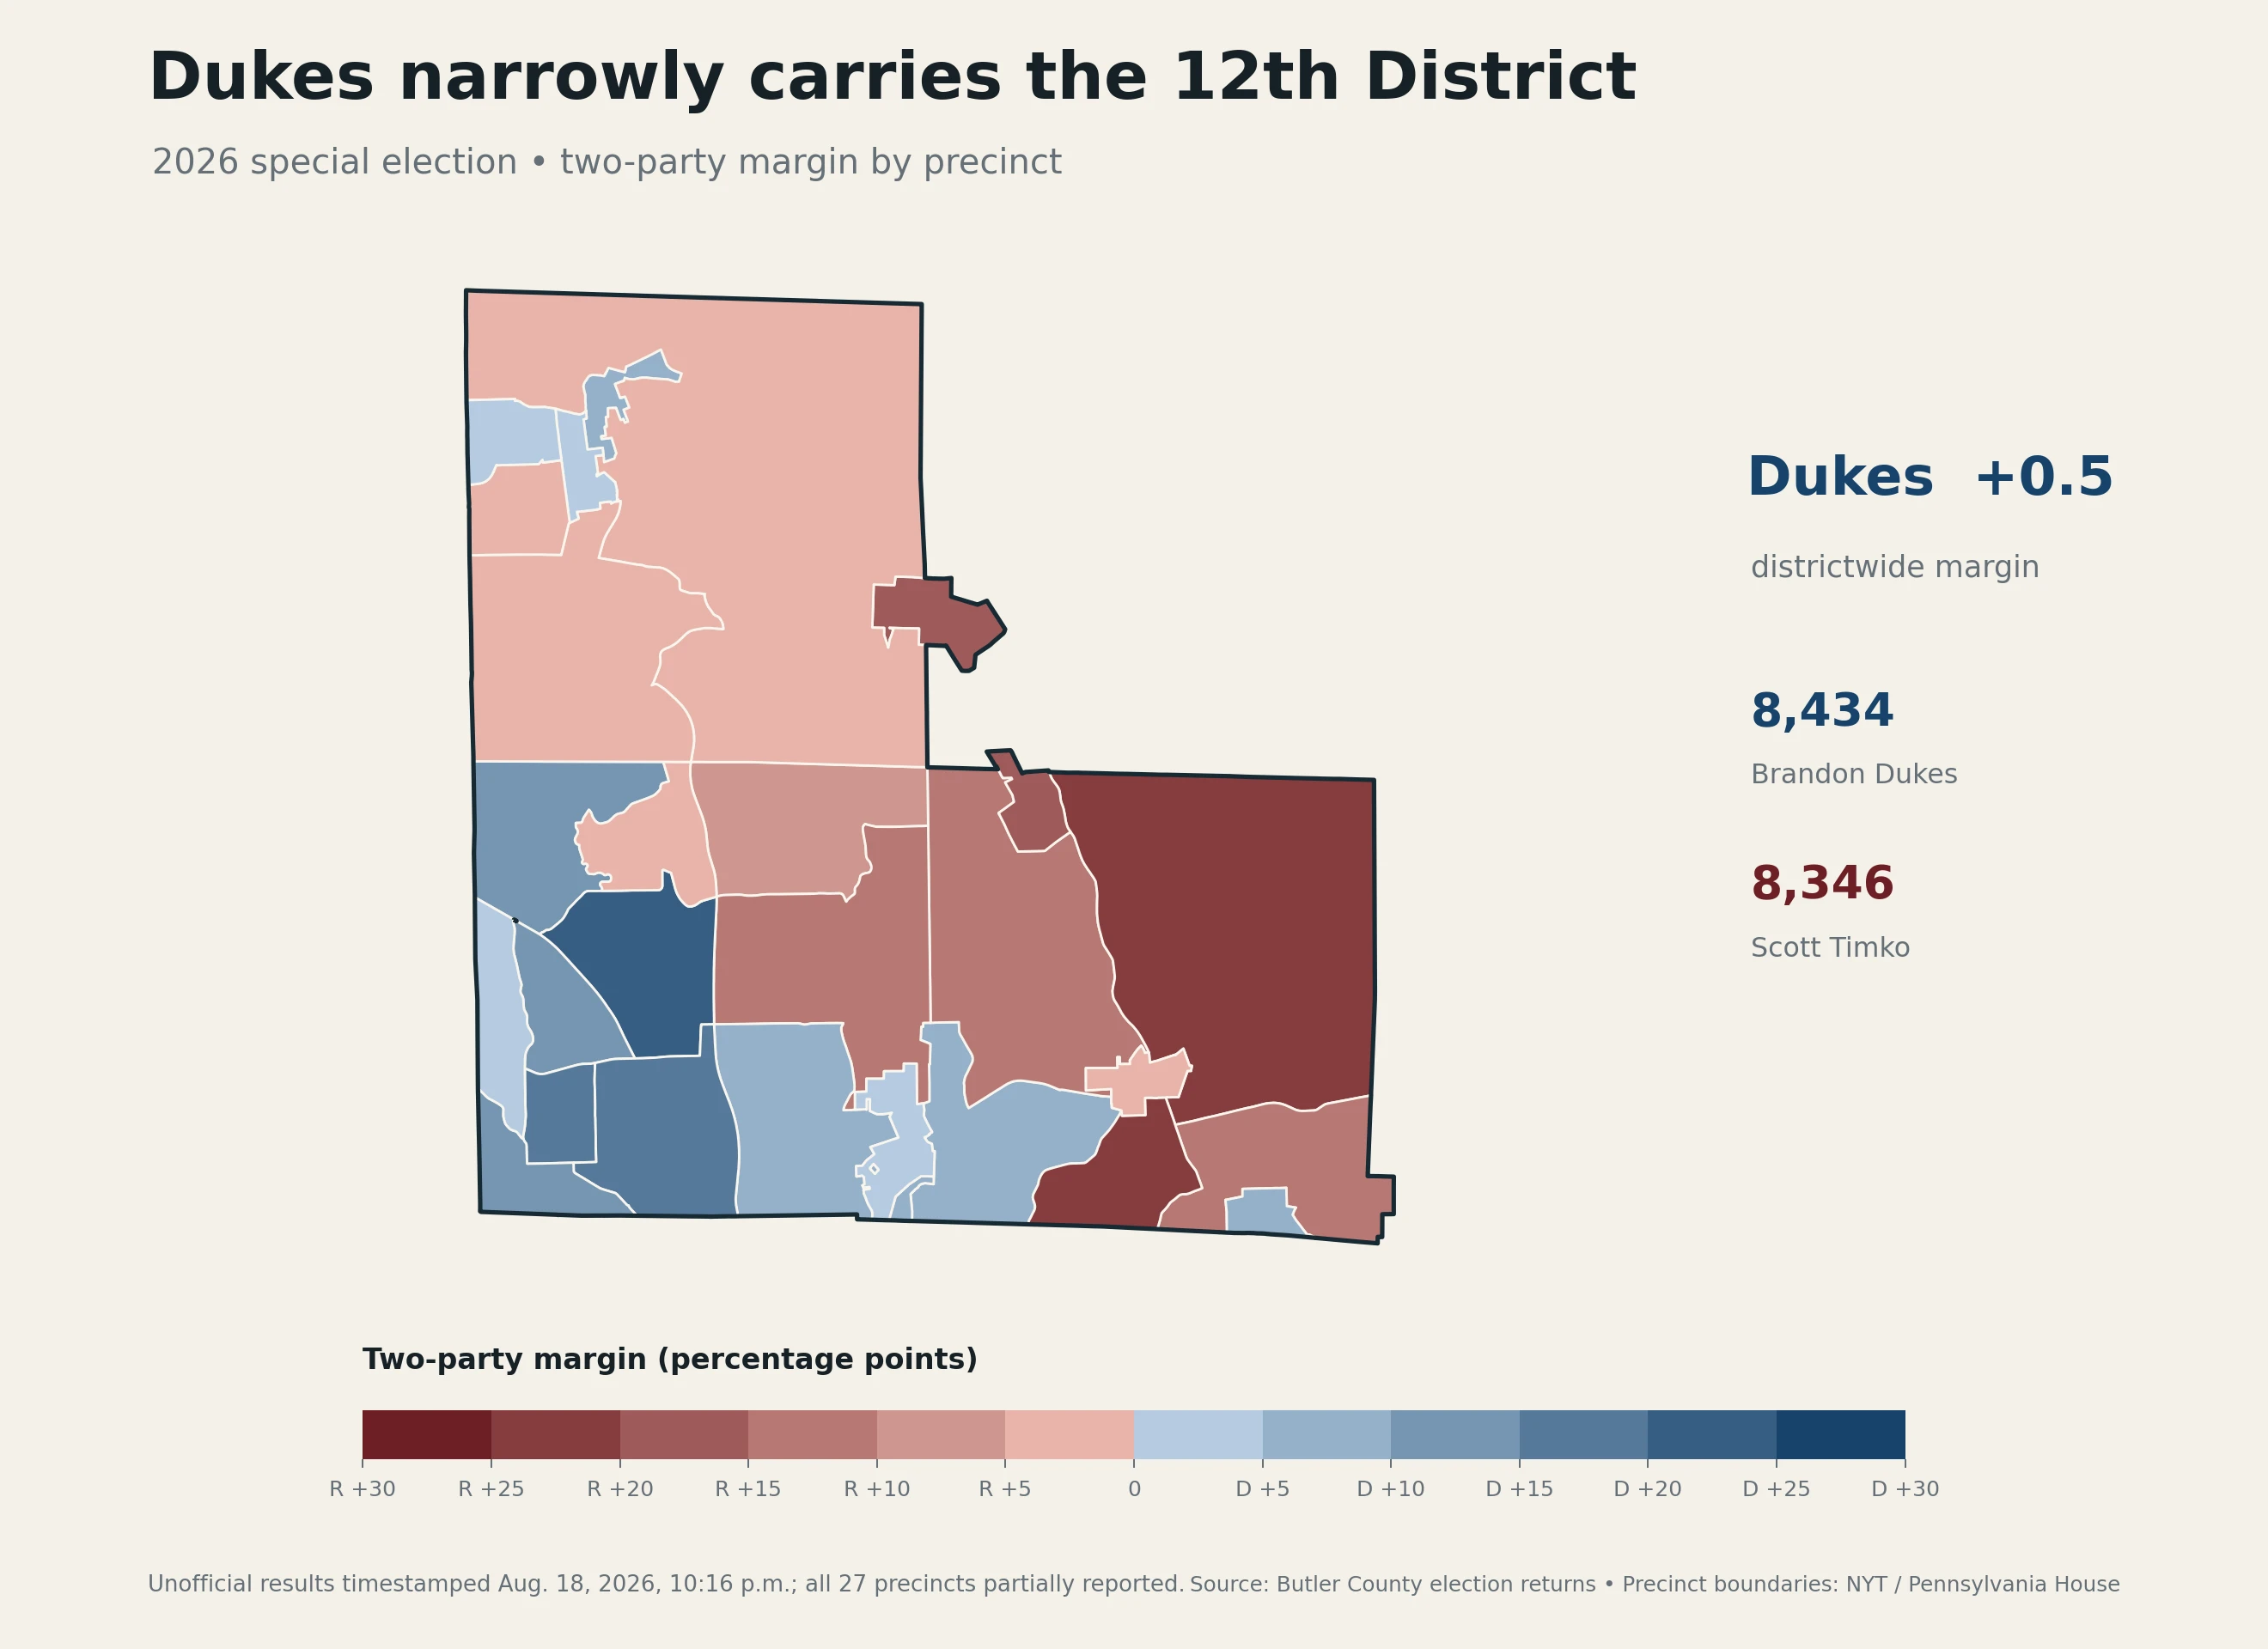 Dukes narrowly carries the 12th District
2026 special election • two-party margin by precinct
Dukes +0.5
districtwide margin
8,434
Brandon Dukes
8,346
Scott Timko
Two-party margin (percentage points)
R +30 R +25 R +20 R +15 R +10 R +5 0 D +5 D +10 D +15 D +20 D +25 D +30
Unofficial results timestamped Aug. 18, 2026, 10:16 p.m.; all 27 precincts partially reported. Source: Butler County election returns • Precinct boundaries: NYT / Pennsylvania House